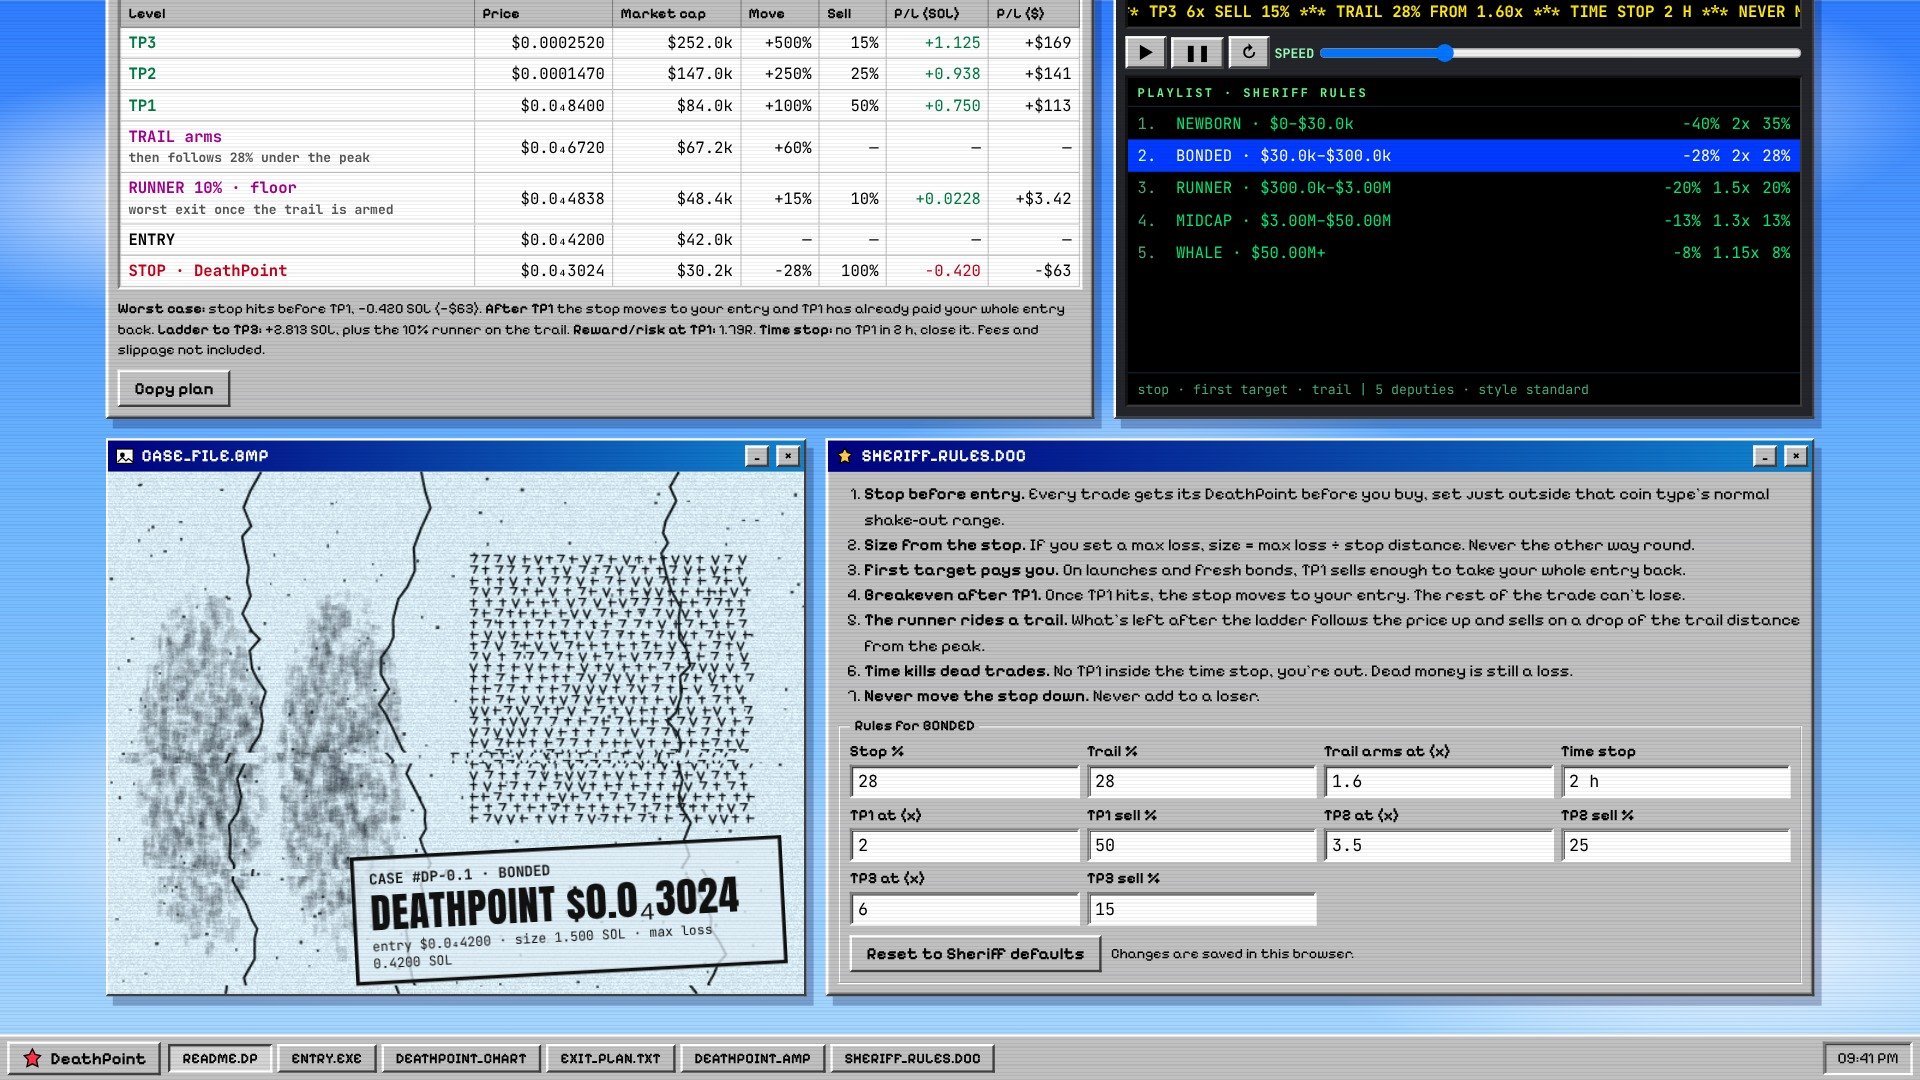 Level Price Market cap Move Sell P/L (SOL) P/L ($)
TP3 $0.0002520 $252.0k +500% 15% +1.125 +$169
TP2 $0.0001470 $147.0k +250% 25% +0.938 +$141
TP1 $0.0₄8400 $84.0k +100% 50% +0.750 +$113
TRAIL arms $0.0₄6720 $67.2k +60% — — —
then follows 28% under the peak
RUNNER 10% · floor $0.0₄4838 $48.4k +15% 10% +0.0228 +$3.42
worst exit once the trail is armed
ENTRY $0.0₄4200 $42.0k — — — —
STOP · DeathPoint $0.0₄3024 $30.2k -28% 100% -0.420 -$63
Worst case: stop hits before TP1, -0.420 SOL (-$63). After TP1 the stop moves to your entry and TP1 has already paid your whole entry
back. Ladder to TP3: +2.813 SOL, plus the 10% runner on the trail. Reward/risk at TP1: 1.79R. Time stop: no TP1 in 2 h, close it. Fees and
slippage not included.
Copy plan
* TP3 6x SELL 15% *** TRAIL 28% FROM 1.60x *** TIME STOP 2 H *** NEVER
SPEED
PLAYLIST · SHERIFF RULES
1. NEWBORN · $0–$30.0k -40% 2x 35%
2. BONDED · $30.0k–$300.0k -28% 2x 28%
3. RUNNER · $300.0k–$3.00M -20% 1.5x 20%
4. MIDCAP · $3.00M–$50.00M -13% 1.3x 13%
5. WHALE · $50.00M+ -8% 1.15x 8%
stop · first target · trail | 5 deputies · style standard
CASE_FILE.BMP
CASE #DP-0.1 · BONDED
DEATHPOINT $0.0₄3024
entry $0.0₄4200 · size 1.500 SOL · max loss
0.4200 SOL
SHERIFF_RULES.DOC
1. Stop before entry. Every trade gets its DeathPoint before you buy, set just outside that coin type's normal
shake-out range.
2. Size from the stop. If you set a max loss, size = max loss ÷ stop distance. Never the other way round.
3. First target pays you. On launches and fresh bonds, TP1 sells enough to take your whole entry back.
4. Breakeven after TP1. Once TP1 hits, the stop moves to your entry. The rest of the trade can't lose.
5. The runner rides a trail. What's left after the ladder follows the price up and sells on a drop of the trail distance
from the peak.
6. Time kills dead trades. No TP1 inside the time stop, you're out. Dead money is still a loss.
7. Never move the stop down. Never add to a loser.
Rules for BONDED
Stop % Trail % Trail arms at (x) Time stop
28 28 1.6 2 h
TP1 at (x) TP1 sell % TP2 at (x) TP2 sell %
2 50 3.5 25
TP3 at (x) TP3 sell %
6 15
Reset to Sheriff defaults Changes are saved in this browser.
DeathPoint README.DP ENTRY.EXE DEATHPOINT_CHART EXIT_PLAN.TXT DEATHPOINT_AMP SHERIFF_RULES.DOC 09:41 PM